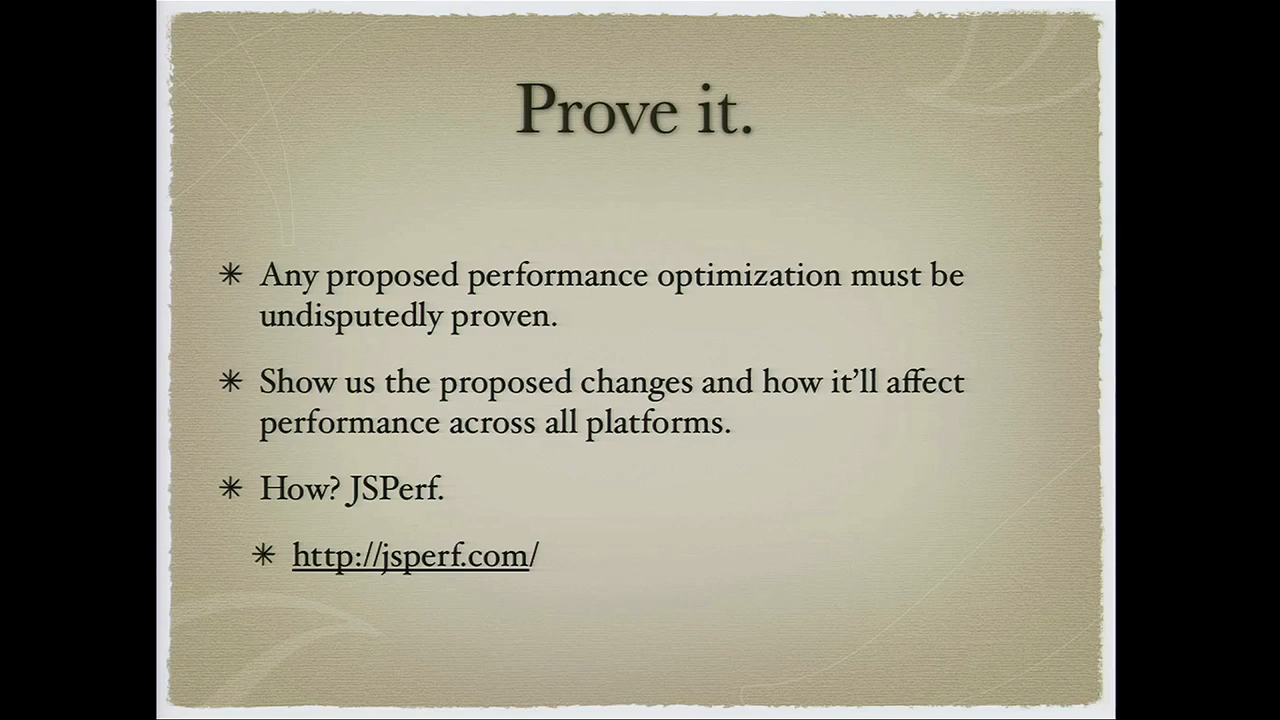 Prove it.
✳ Any proposed performance optimization must be
undisputedly proven.
✳ Show us the proposed changes and how it’ll affect
performance across all platforms.
✳ How? JSPerf.
✳ http://jsperf.com/